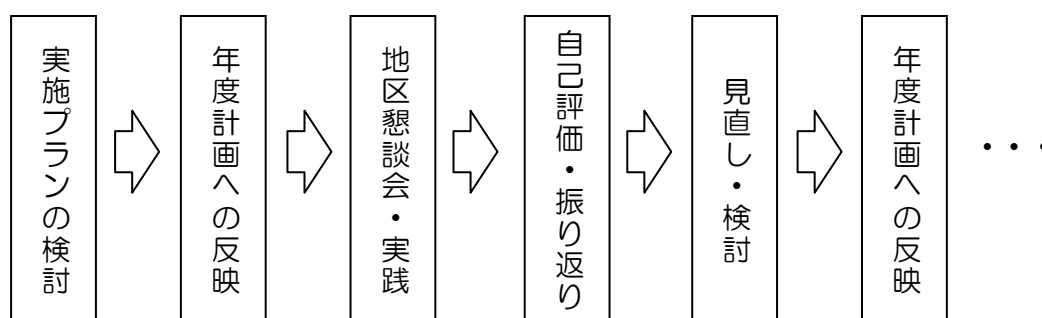 実施プランの検討
年度計画への反映
地区懇談会・実践
自己評価・振り返り
見直し・検討
年度計画への反映
・・・